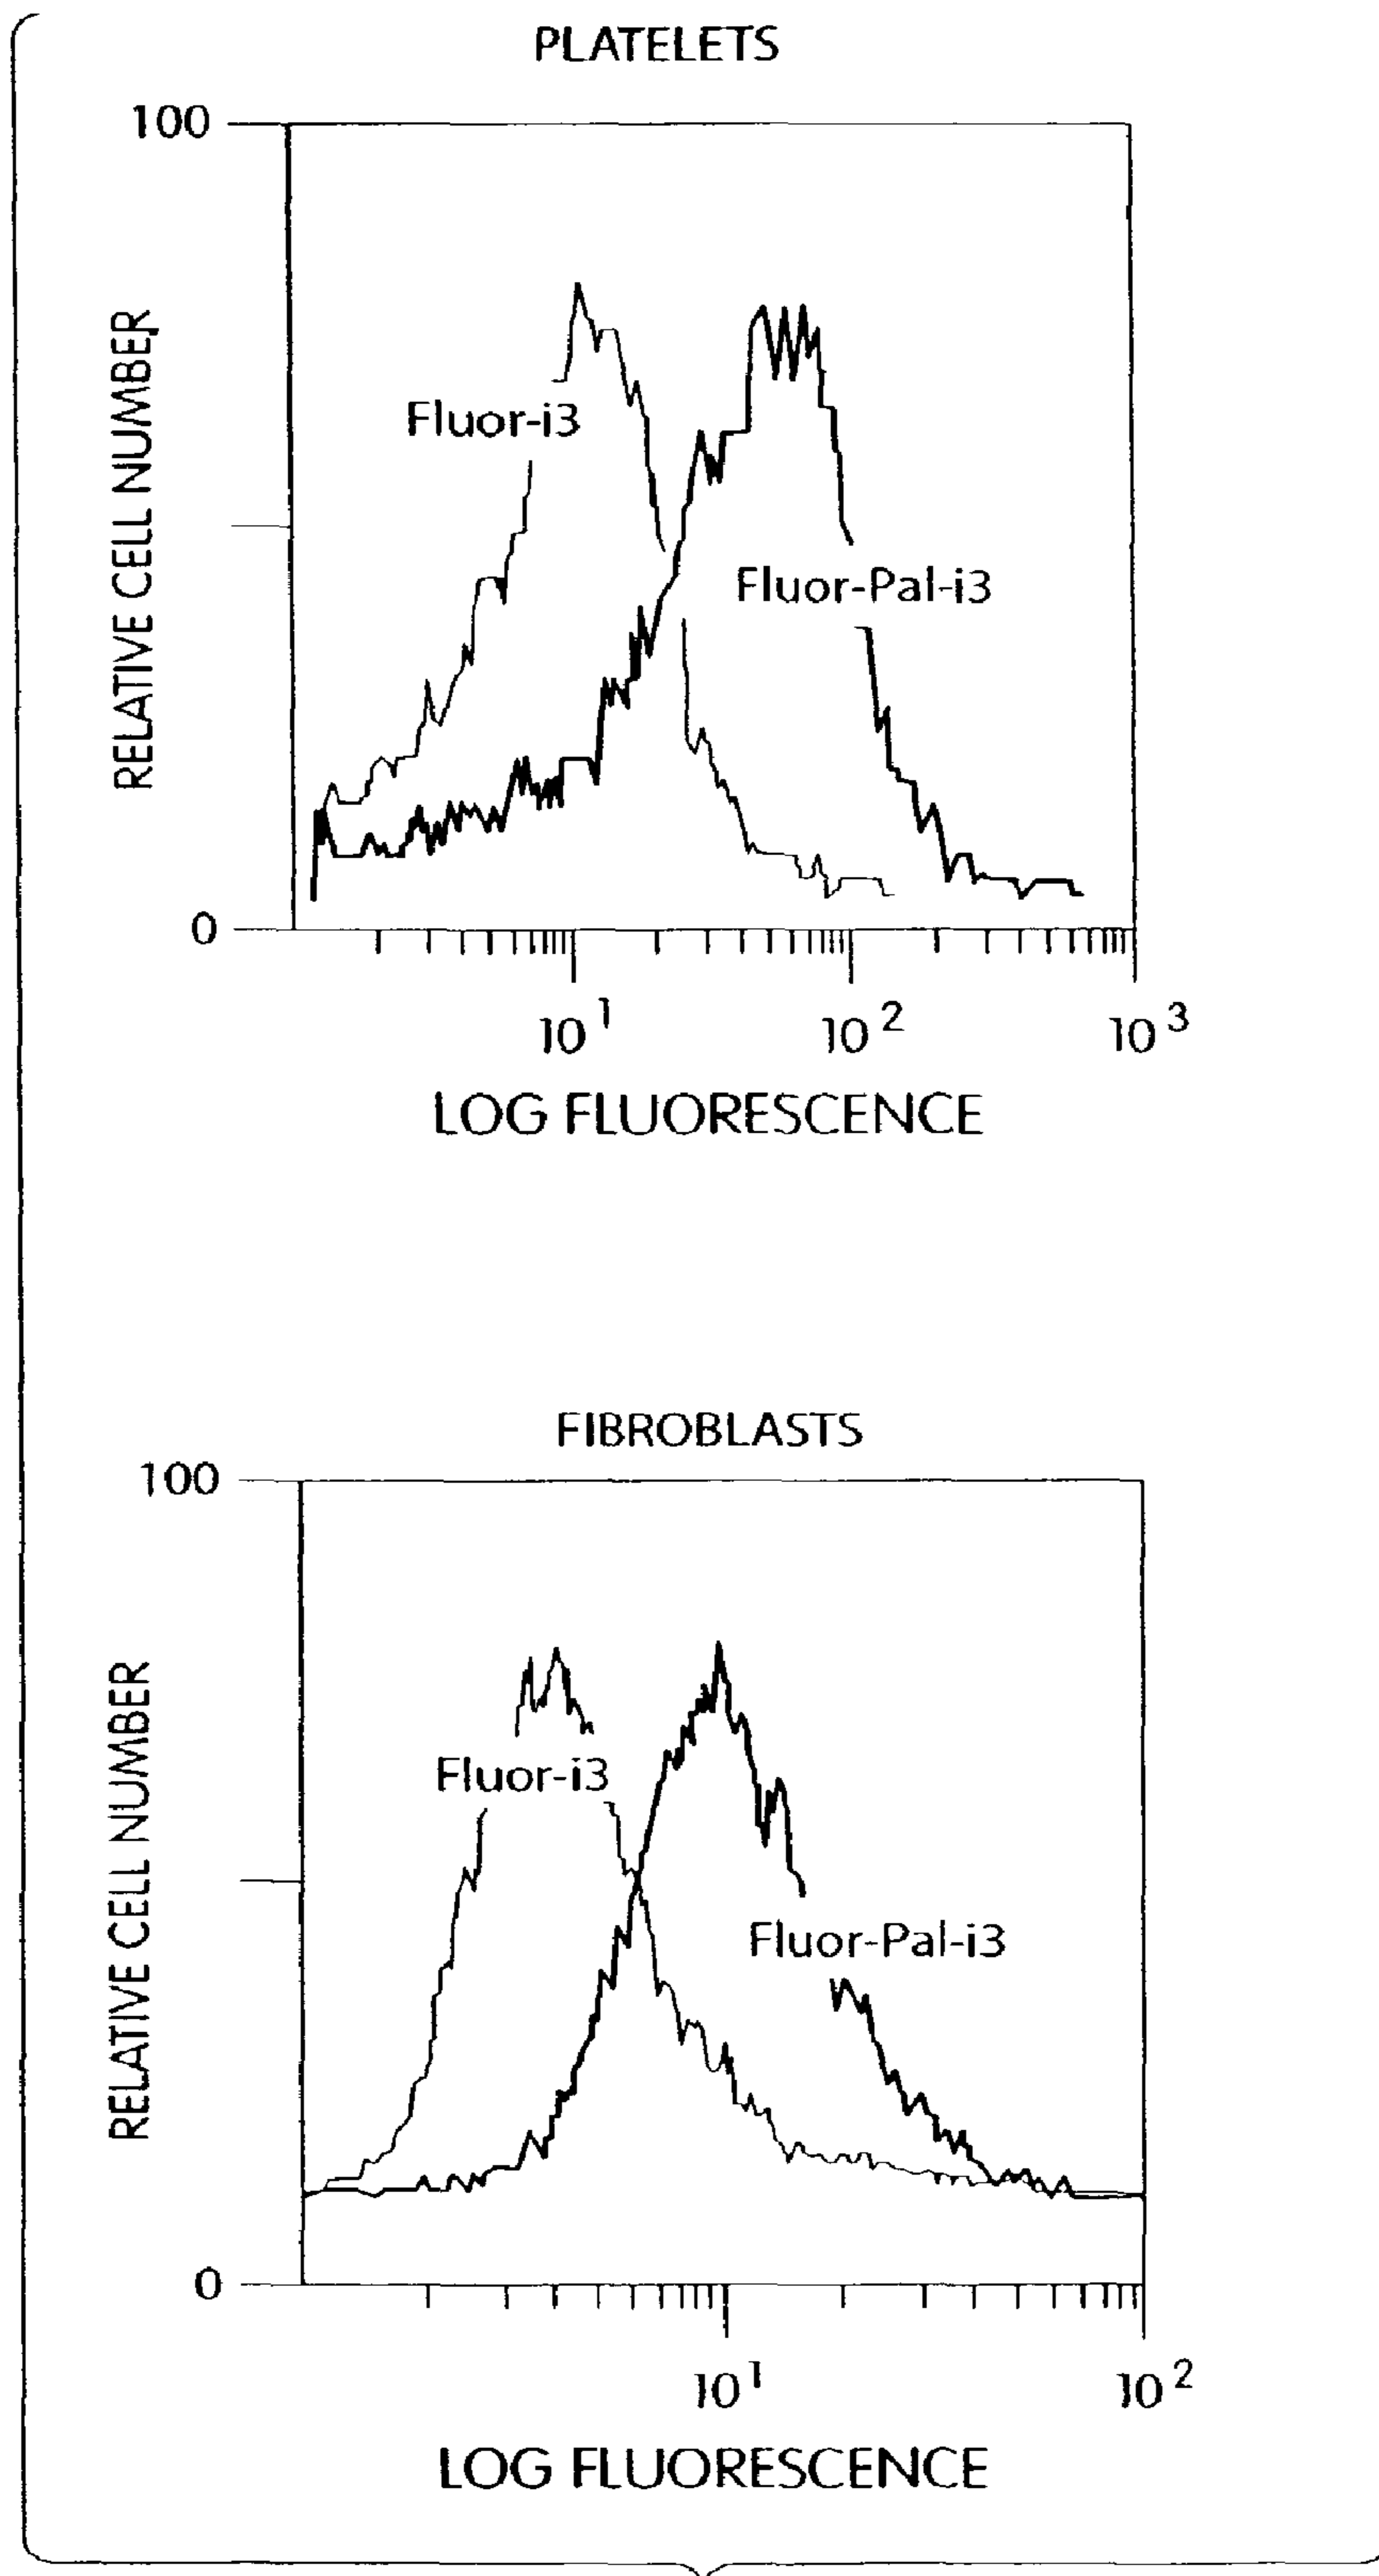 PLATELETS
100
RELATIVE CELL NUMBER
Fluor-i3
Fluor-Pal-i3
0
10¹ 10² 10³
LOG FLUORESCENCE
FIBROBLASTS
100
RELATIVE CELL NUMBER
Fluor-i3
Fluor-Pal-i3
0
10¹ 10²
LOG FLUORESCENCE